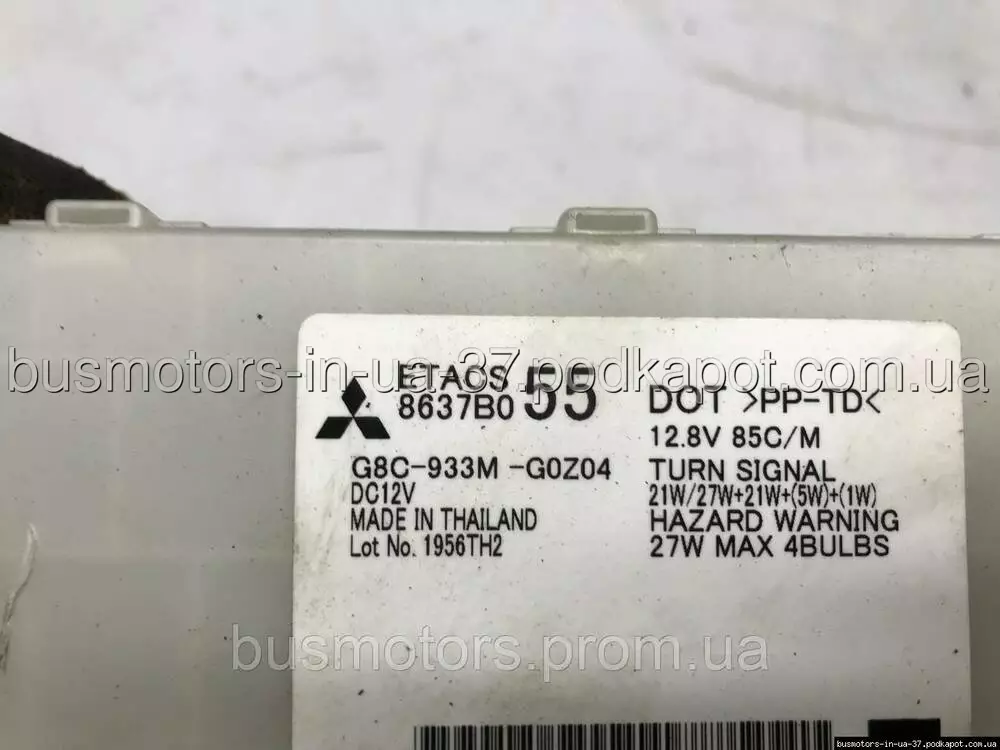 busmotors-in-ua-37.podkapot.com.ua
ETACS
8637B055
G8C-933M -G0Z04
DC12V
MADE IN THAILAND
Lot No. 1956TH2
DOT >PP-TD<
12.8V 85C/M
TURN SIGNAL
21W/27W+21W+(5W)+(1W)
HAZARD WARNING
27W MAX 4BULBS
busmotors.prom.ua
busmotors-in-ua-37.podkapot.com.ua